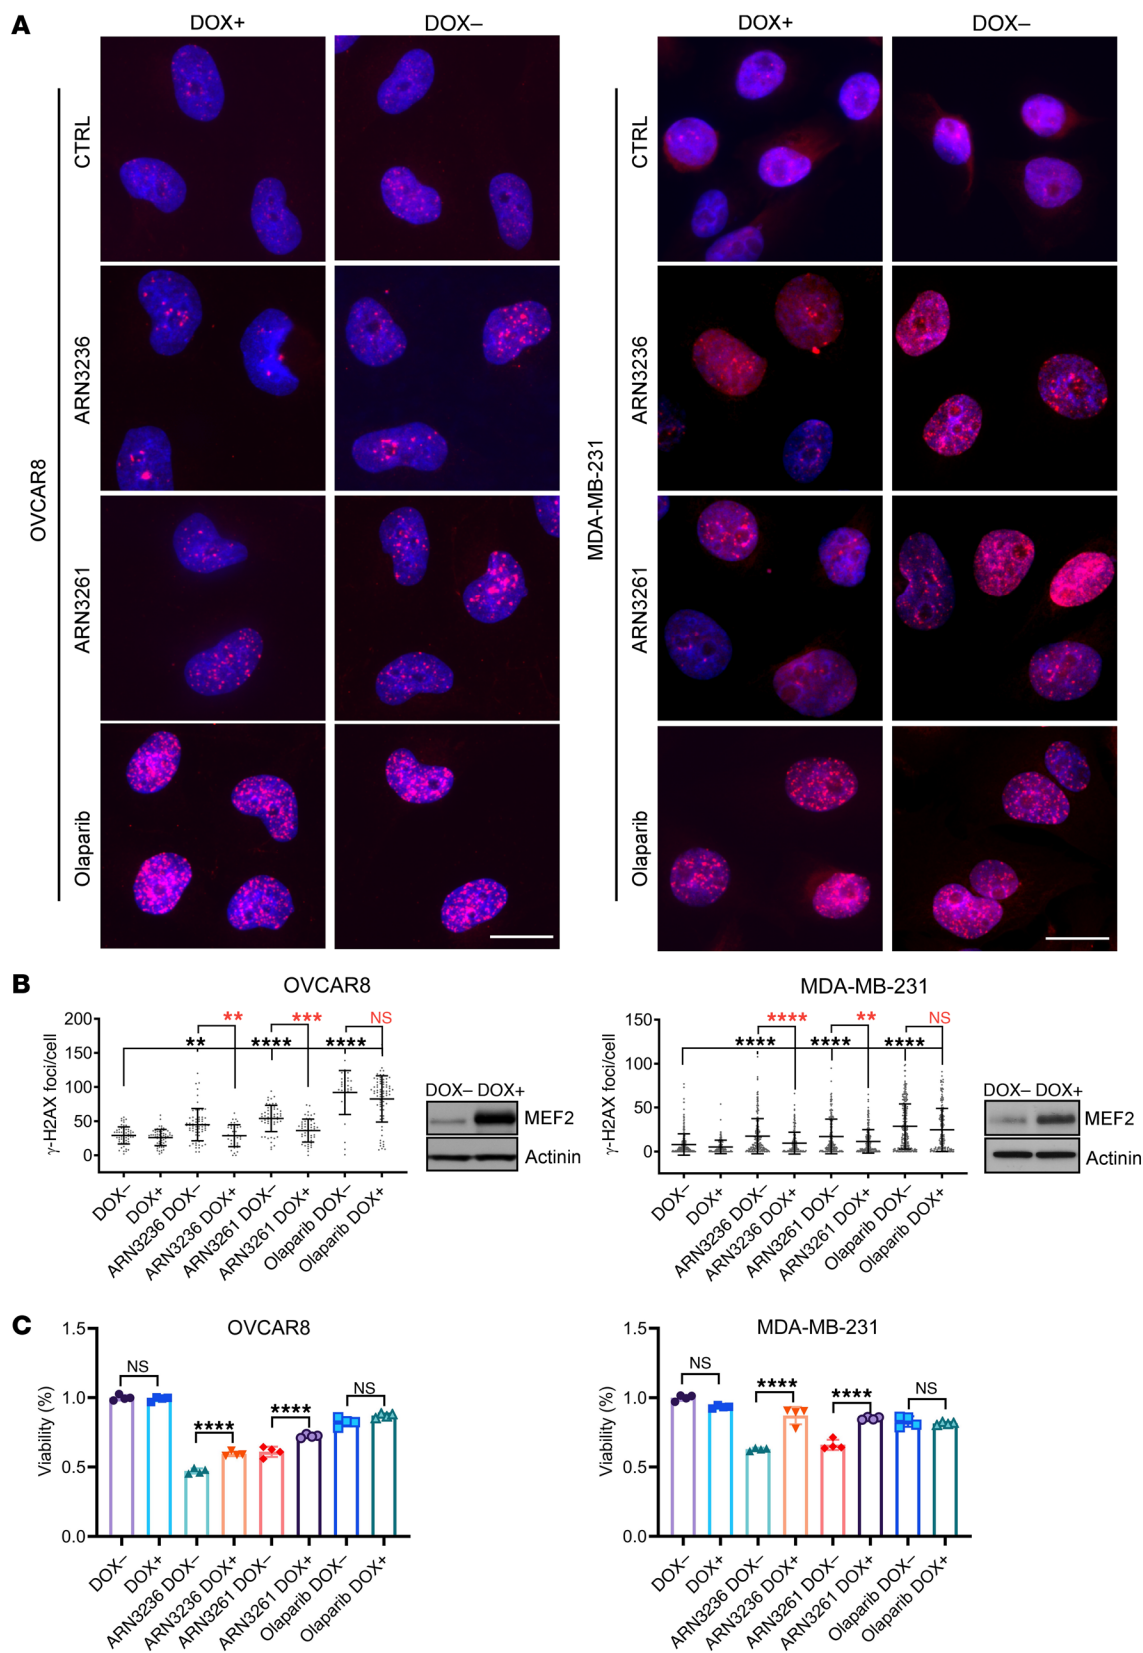 A
DOX+ DOX– DOX+ DOX–
CTRL
ARN3236
ARN3261
Olaparib
OVCAR8
CTRL
ARN3236
ARN3261
Olaparib
MDA-MB-231
B
OVCAR8
γ-H2AX foci/cell
200
150
100
50
0
** *** NS
** **** ****
DOX–
DOX+
ARN3236 DOX–
ARN3236 DOX+
ARN3261 DOX–
ARN3261 DOX+
Olaparib DOX–
Olaparib DOX+
DOX– DOX+
MEF2
Actinin
MDA-MB-231
γ-H2AX foci/cell
150
100
50
0
**** ** NS
**** **** ****
DOX–
DOX+
ARN3236 DOX–
ARN3236 DOX+
ARN3261 DOX–
ARN3261 DOX+
Olaparib DOX–
Olaparib DOX+
DOX– DOX+
MEF2
Actinin
C
OVCAR8
Viability (%)
1.5
1.0
0.5
0.0
NS **** **** NS
DOX–
DOX+
ARN3236 DOX–
ARN3236 DOX+
ARN3261 DOX–
ARN3261 DOX+
Olaparib DOX–
Olaparib DOX+
MDA-MB-231
Viability (%)
1.5
1.0
0.5
0.0
NS **** **** NS
DOX–
DOX+
ARN3236 DOX–
ARN3236 DOX+
ARN3261 DOX–
ARN3261 DOX+
Olaparib DOX–
Olaparib DOX+